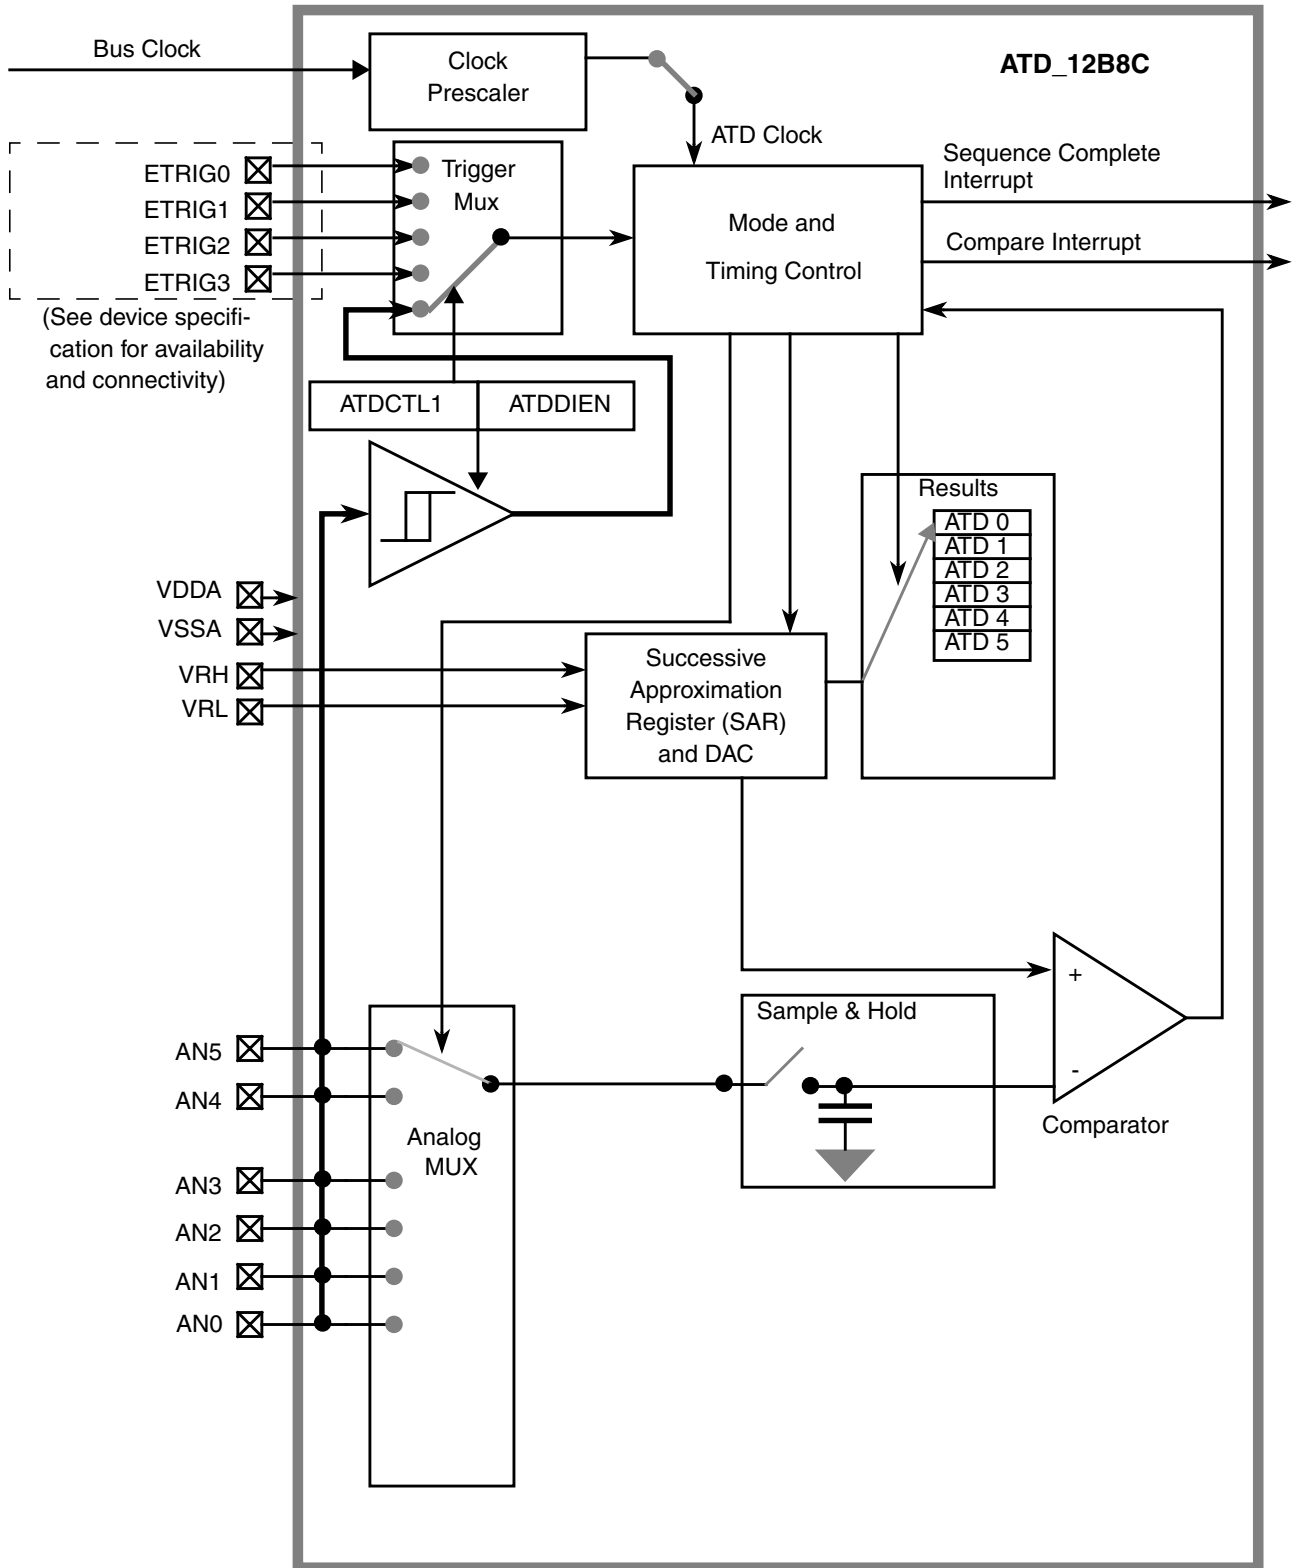 Bus Clock
Clock
Prescaler
ATD_12B8C
ATD Clock
ETRIG0
ETRIG1
ETRIG2
ETRIG3
(See device specifi-
cation for availability
and connectivity)
Trigger
Mux
Mode and
Timing Control
Sequence Complete
Interrupt
Compare Interrupt
ATDCTL1
ATDDIEN
Results
ATD 0
ATD 1
ATD 2
ATD 3
ATD 4
ATD 5
VDDA
VSSA
VRH
VRL
Successive
Approximation
Register (SAR)
and DAC
+
-
Comparator
Sample & Hold
AN5
AN4
AN3
AN2
AN1
AN0
Analog
MUX